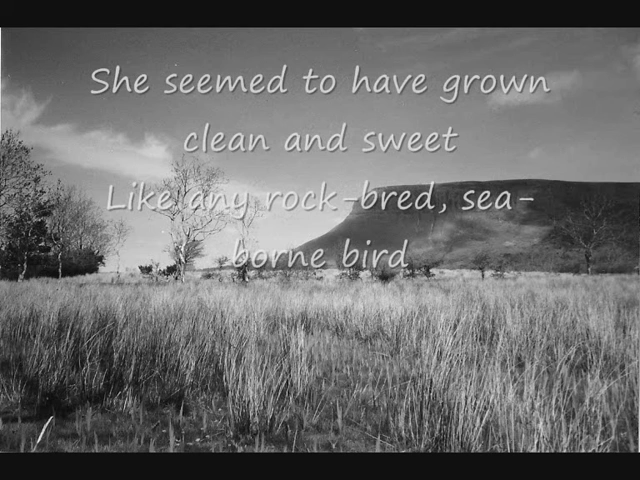 She seemed to have grown
clean and sweet
Like any rock-bred, sea-
borne bird